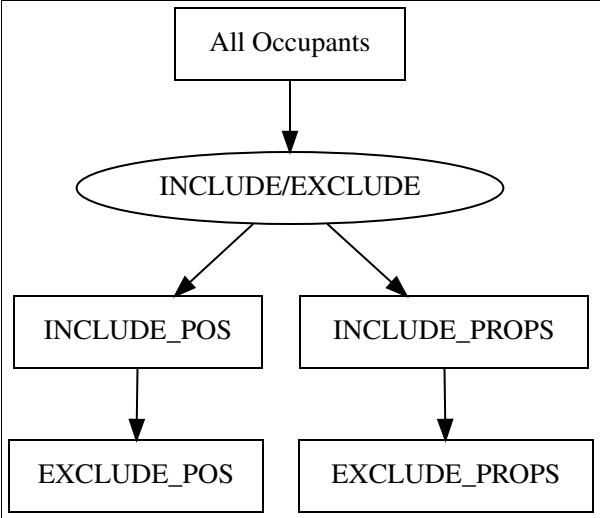 All Occupants
INCLUDE/EXCLUDE
INCLUDE_POS
INCLUDE_PROPS
EXCLUDE_POS
EXCLUDE_PROPS